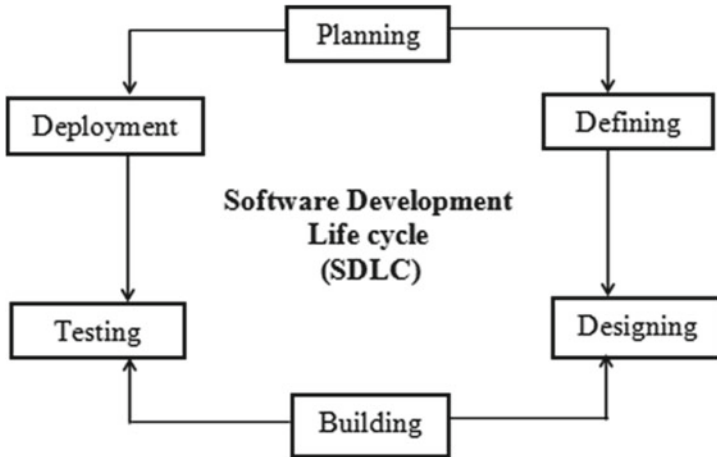 Planning
Deployment
Defining
Software Development
Life cycle
(SDLC)
Testing
Designing
Building